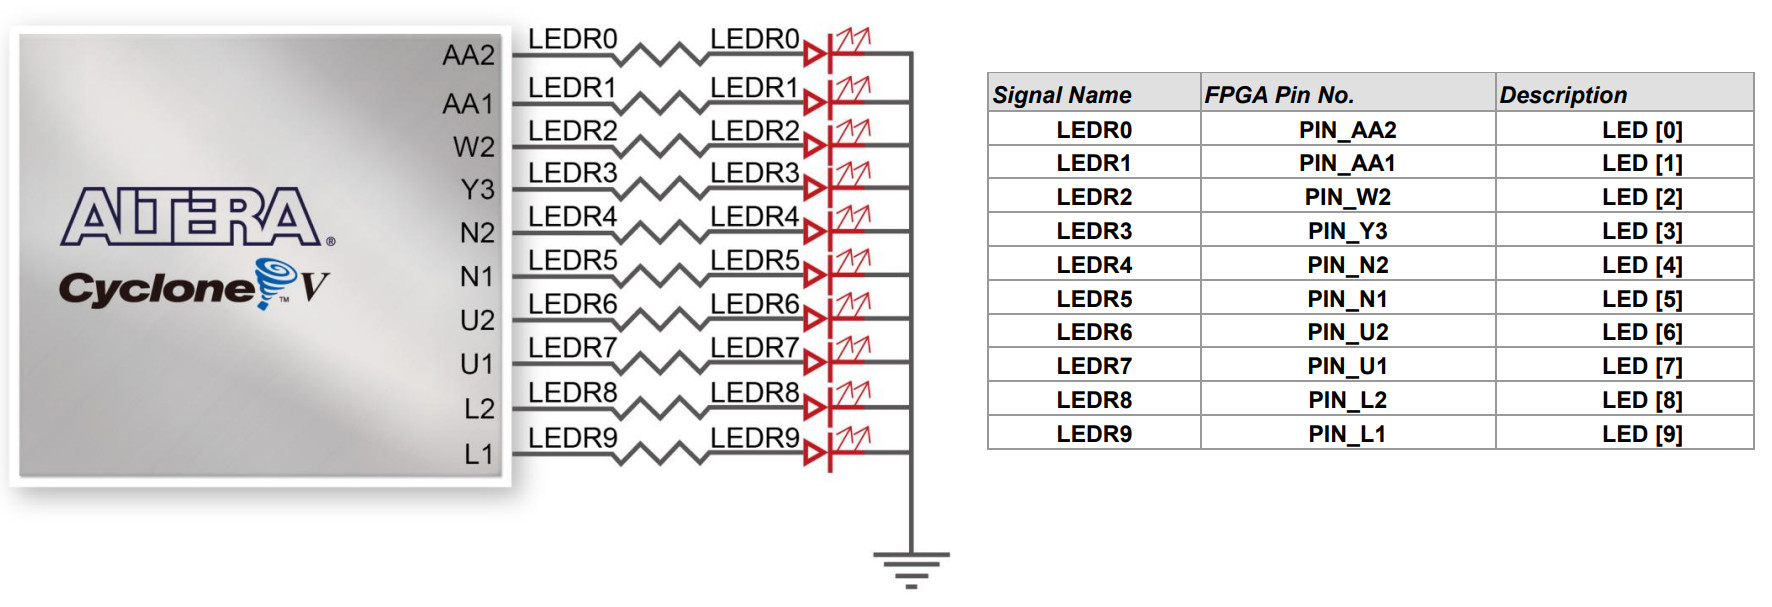 AA2 LEDR0 LEDR0
AA1 LEDR1 LEDR1
W2 LEDR2 LEDR2
Y3 LEDR3 LEDR3
N2 LEDR4 LEDR4
N1 LEDR5 LEDR5
U2 LEDR6 LEDR6
U1 LEDR7 LEDR7
L2 LEDR8 LEDR8
L1 LEDR9 LEDR9
ALTERA®
Cyclone™ V
Signal Name FPGA Pin No. Description
LEDR0 PIN_AA2 LED [0]
LEDR1 PIN_AA1 LED [1]
LEDR2 PIN_W2 LED [2]
LEDR3 PIN_Y3 LED [3]
LEDR4 PIN_N2 LED [4]
LEDR5 PIN_N1 LED [5]
LEDR6 PIN_U2 LED [6]
LEDR7 PIN_U1 LED [7]
LEDR8 PIN_L2 LED [8]
LEDR9 PIN_L1 LED [9]